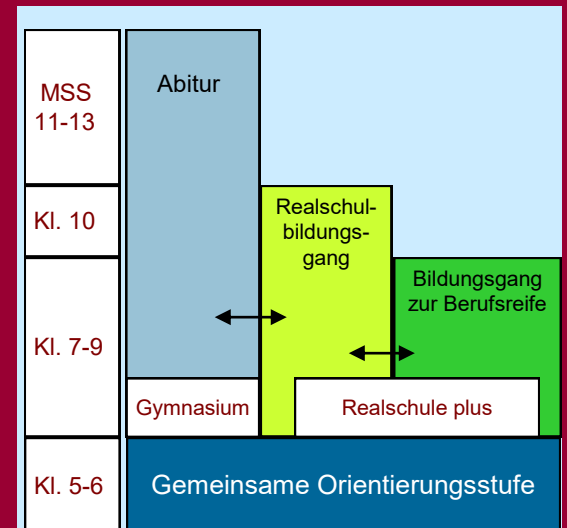 MSS
11-13
Abitur
Kl. 10
Realschul-
bildungs-
gang
Bildungsgang
zur Berufsreife
Kl. 7-9
Gymnasium
Realschule plus
Kl. 5-6
Gemeinsame Orientierungsstufe